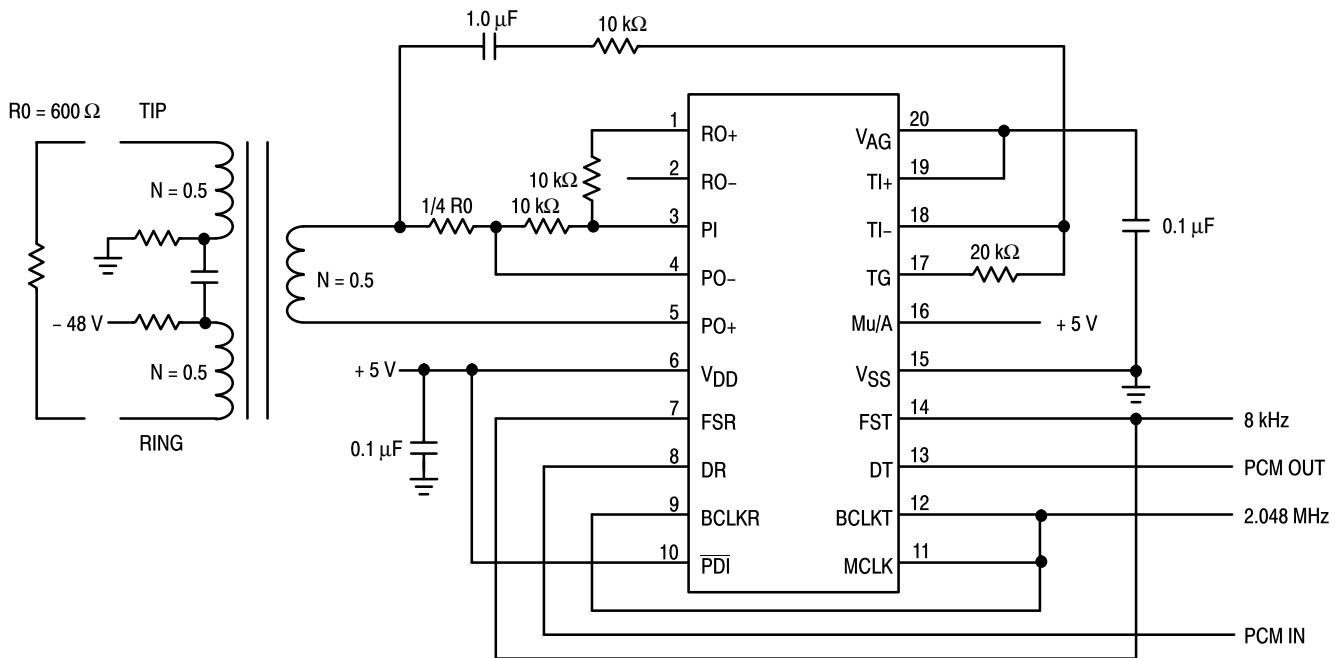 1.0 μF
10 kΩ
R0 = 600 Ω
TIP
N = 0.5
– 48 V
N = 0.5
RING
N = 0.5
1/4 R0
10 kΩ
10 kΩ
+ 5 V
0.1 μF
1
RO+
2
RO–
3
PI
4
PO–
5
PO+
6
VDD
7
FSR
8
DR
9
BCLKR
10
PDI
20
VAG
19
TI+
18
TI–
17
TG
20 kΩ
16
Mu/A
+ 5 V
15
VSS
14
FST
8 kHz
13
DT
PCM OUT
12
BCLKT
2.048 MHz
11
MCLK
0.1 μF
PCM IN